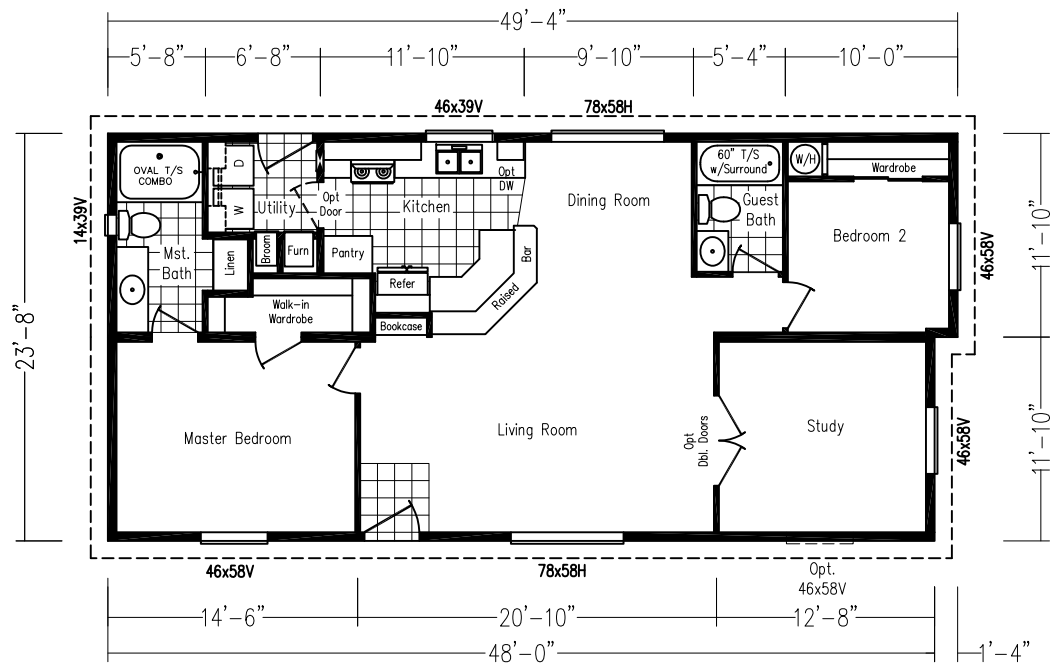 49'-4"
5'-8"
6'-8"
11'-10"
9'-10"
5'-4"
10'-0"
46x39V
78x58H
OVAL T/S
COMBO
D
W
Utility
Opt
Door
Kitchen
Opt
DW
Dining Room
60" T/S
w/Surround
W/H
Wardrobe
Guest
Bath
Bedroom 2
14x39V
Mst.
Bath
Linen
Broom
Furn
Pantry
Refer
Bar
Raised
Bookcase
Walk-in
Wardrobe
46x58V
11'-10"
23'-8"
Master Bedroom
Living Room
Opt
Dbl. Doors
Study
46x58V
11'-10"
46x58V
78x58H
Opt.
46x58V
14'-6"
20'-10"
12'-8"
48'-0"
1'-4"